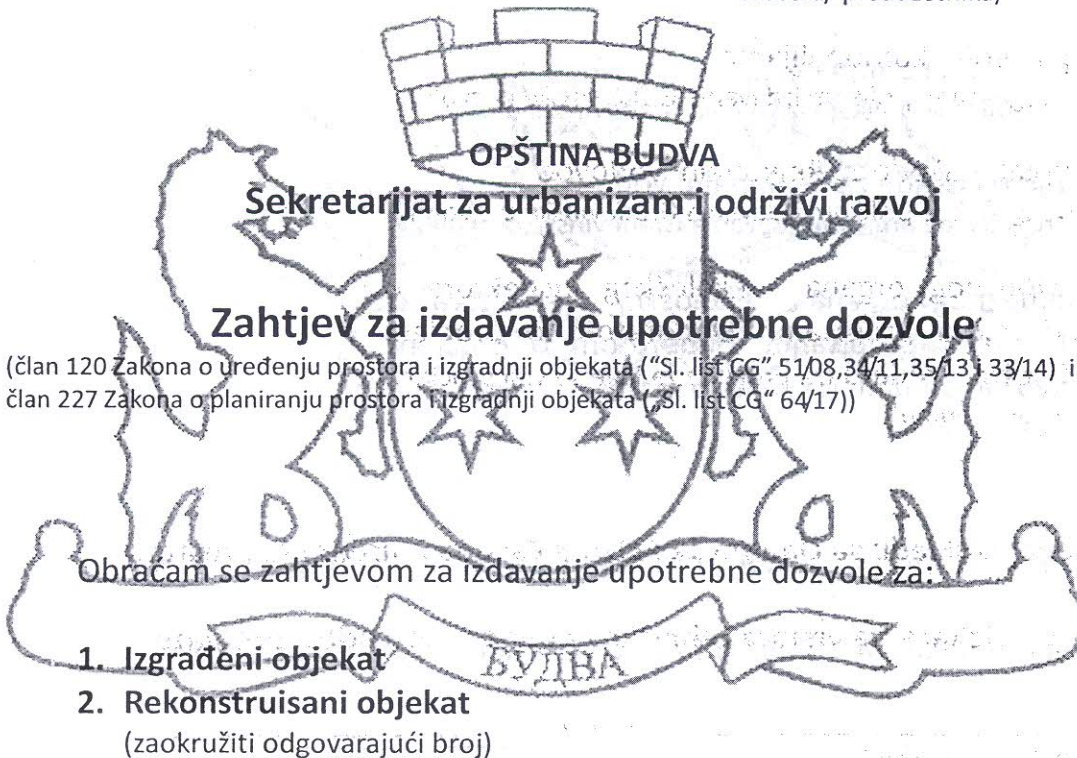 OPŠTINA BUDVA
Sekretarijat za urbanizam i održivi razvoj
Zahtjev za izdavanje upotrebne dozvole
(član 120 Zakona o uređenju prostora i izgradnji objekata (“Sl. list CG” 51/08,34/11,35/13 i 33/14) i
član 227 Zakona o planiranju prostora i izgradnji objekata („Sl. list CG“ 64/17))
Obraćam se zahtjevom za izdavanje upotrebne dozvole za:
1. Izgrađeni objekat
БУДВА
2. Rekonstruisani objekat
(zaokružiti odgovarajući broj)